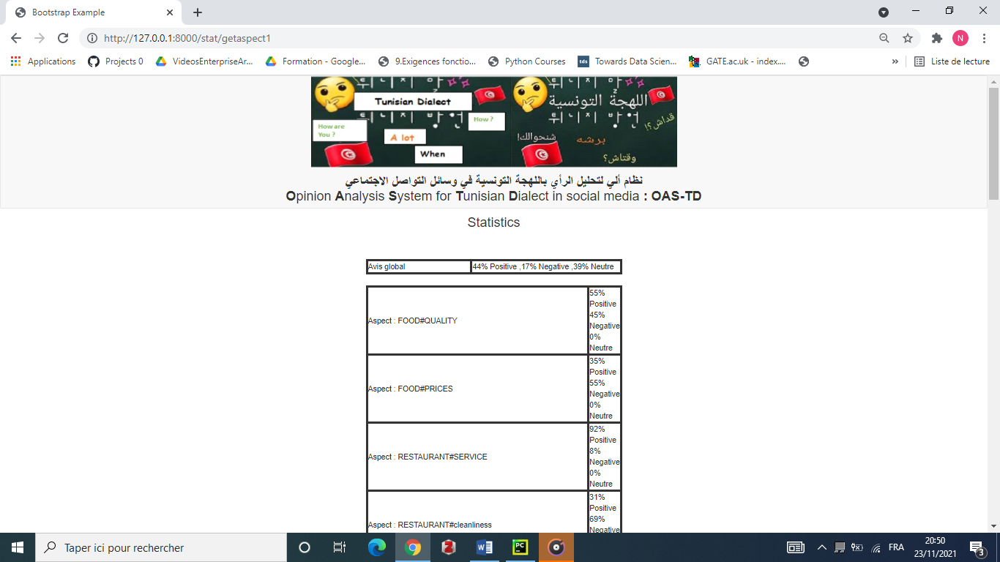 Bootstrap Example
http://127.0.0.1:8000/stat/getaspect1
N
Applications
Projects 0
VideosEnterpriseAr...
Formation - Google...
9.Exigences fonctio...
Python Courses
tds
Towards Data Scien...
GATE.ac.uk - index....
»
Liste de lecture
Tunisian Dialect
اللهجة التونسية
How ?
How are
You ?
A lot
When
قداش؟!
شنحوالك!
برشه
وقتاش؟
نظام ألي لتحليل الرأي باللهجة التونسية في وسائل التواصل الاجتماعي
Opinion Analysis System for Tunisian Dialect in social media : OAS-TD
Statistics
Avis global
44% Positive ,17% Negative ,39% Neutre
Aspect : FOOD#QUALITY
55%
Positive
45%
Negative
0%
Neutre
Aspect : FOOD#PRICES
35%
Positive
55%
Negative
0%
Neutre
Aspect : RESTAURANT#SERVICE
92%
Positive
8%
Negative
0%
Neutre
Aspect : RESTAURANT#cleanliness
31%
Positive
69%
Negative
Taper ici pour rechercher
Z
W
PC
FRA
20:50
23/11/2021
3